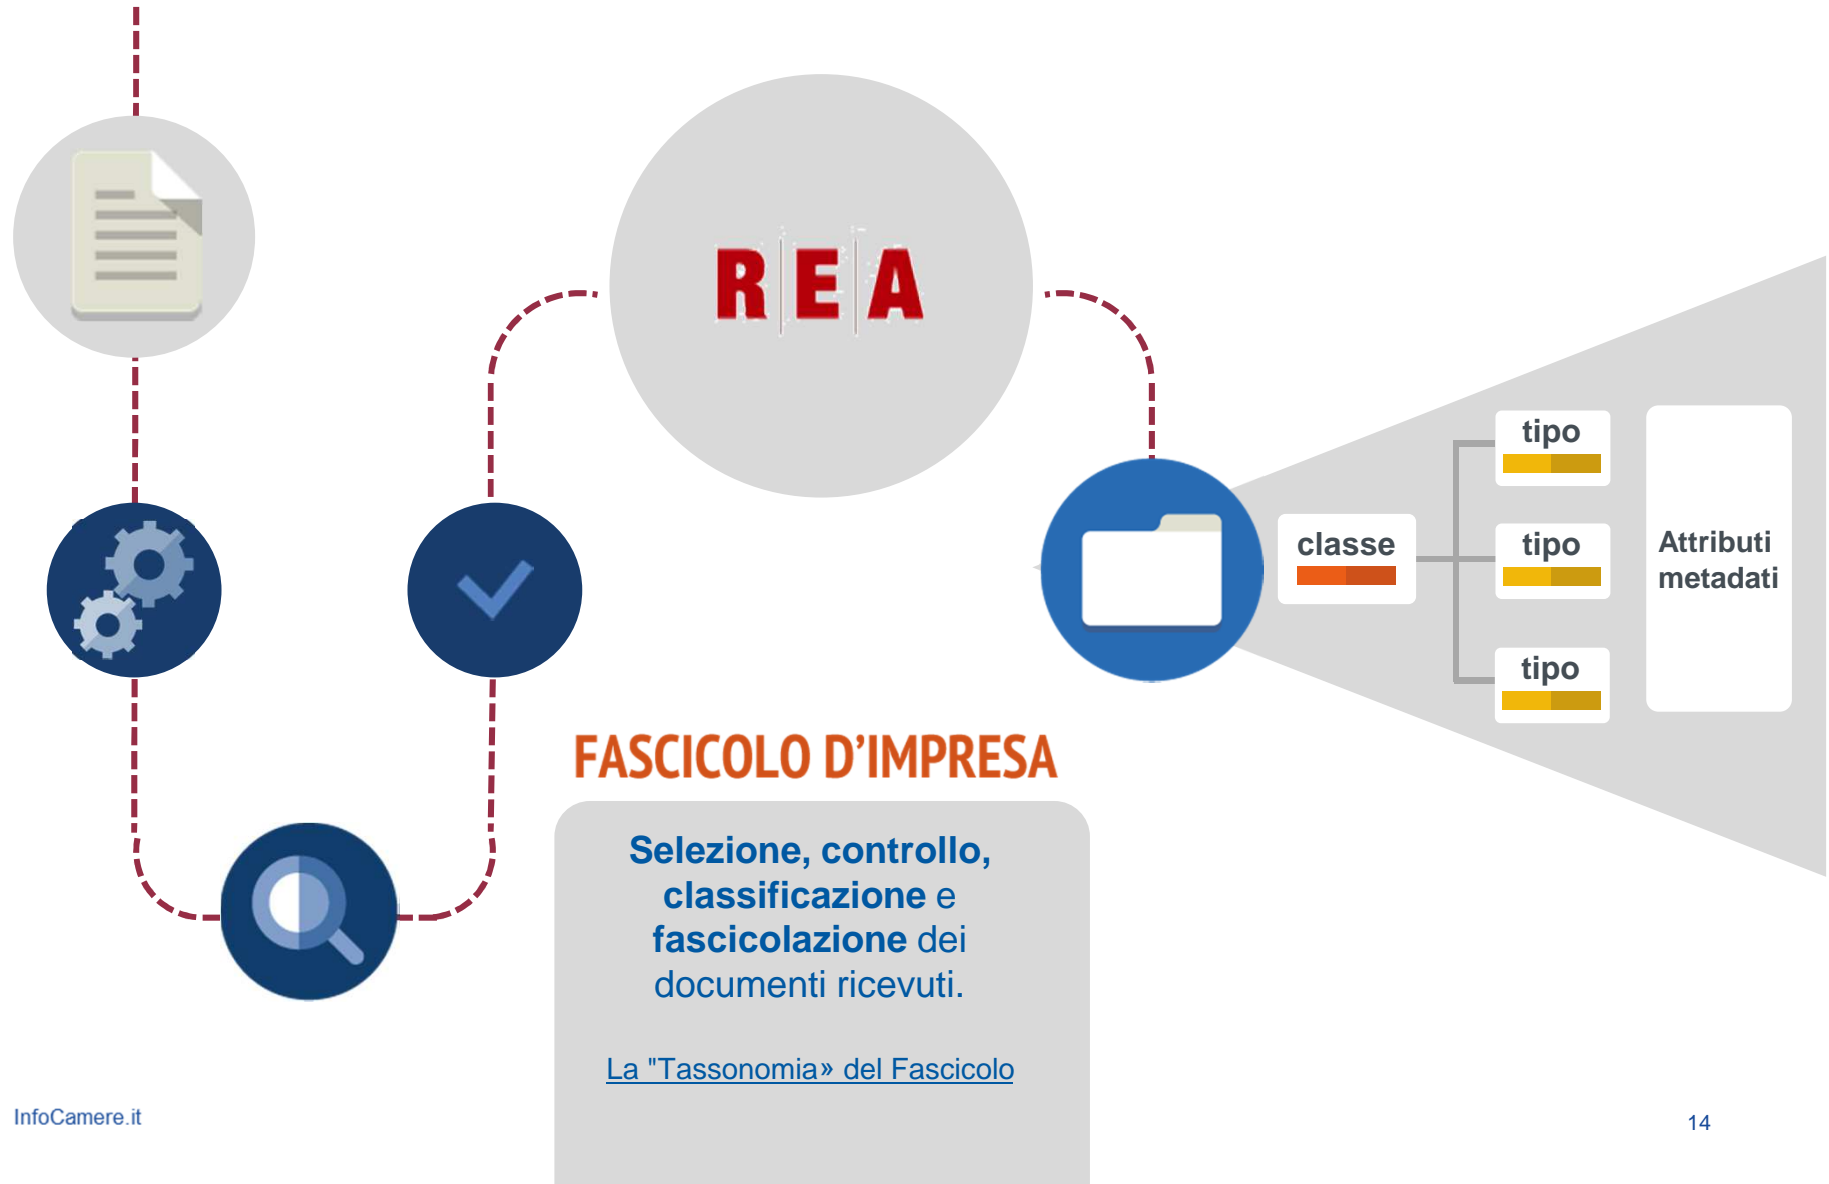 R|E|A
tipo
classe
tipo
Attributi
metadati
tipo
FASCICOLO D'IMPRESA
Selezione, controllo,
classificazione e
fascicolazione dei
documenti ricevuti.
La "Tassonomia» del Fascicolo
InfoCamere.it
14